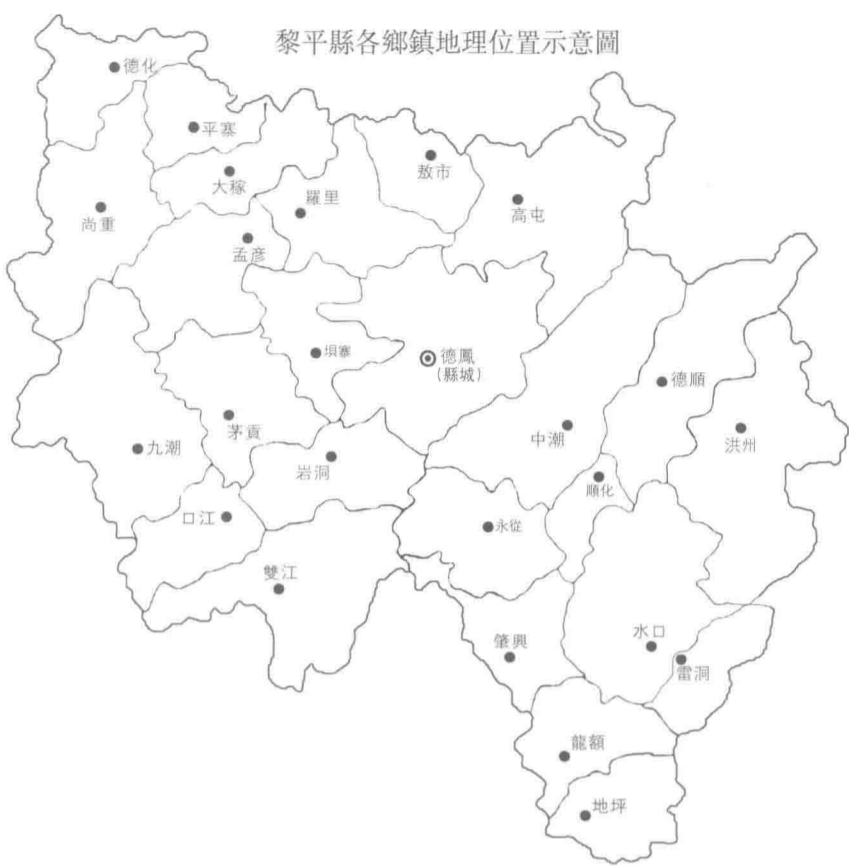 黎平縣各鄉鎮地理位置示意圖
德化
平寨
敖市
大稼
羅里
高屯
尚重
孟彦
垻寨
德鳳
(縣城)
德順
茅貢
中潮
洪州
九潮
岩洞
順化
口江
永從
雙江
水口
肇興
雷洞
龍額
地坪